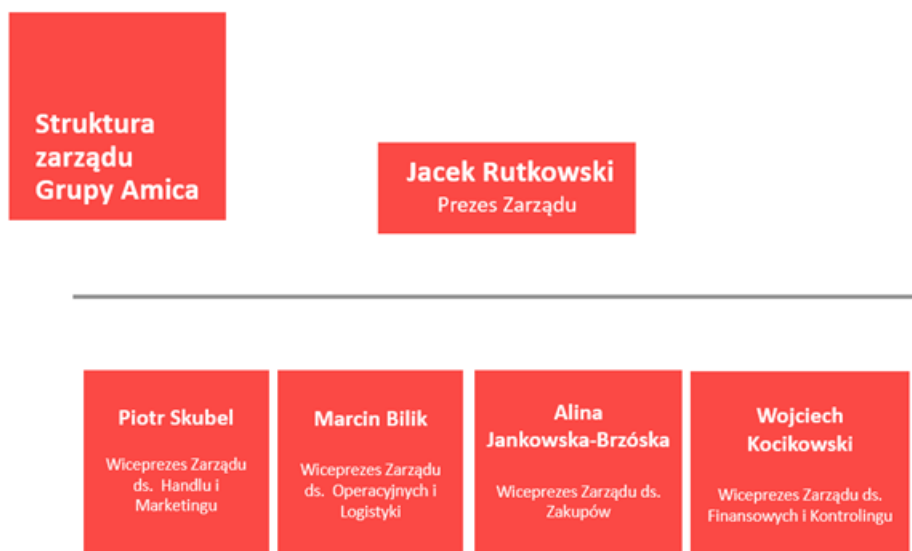 Struktura
zarządu
Grupy Amica
Jacek Rutkowski
Prezes Zarządu
Piotr Skubel
Wiceprezes Zarządu
ds.  Handlu i
Marketingu
Marcin Bilik
Wiceprezes Zarządu
ds.  Operacyjnych i
Logistyki
Alina
Jankowska-Brzóska
Wiceprezes Zarządu ds.
Zakupów
Wojciech
Kocikowski
Wiceprezes Zarządu ds.
Finansowych i Kontrolingu